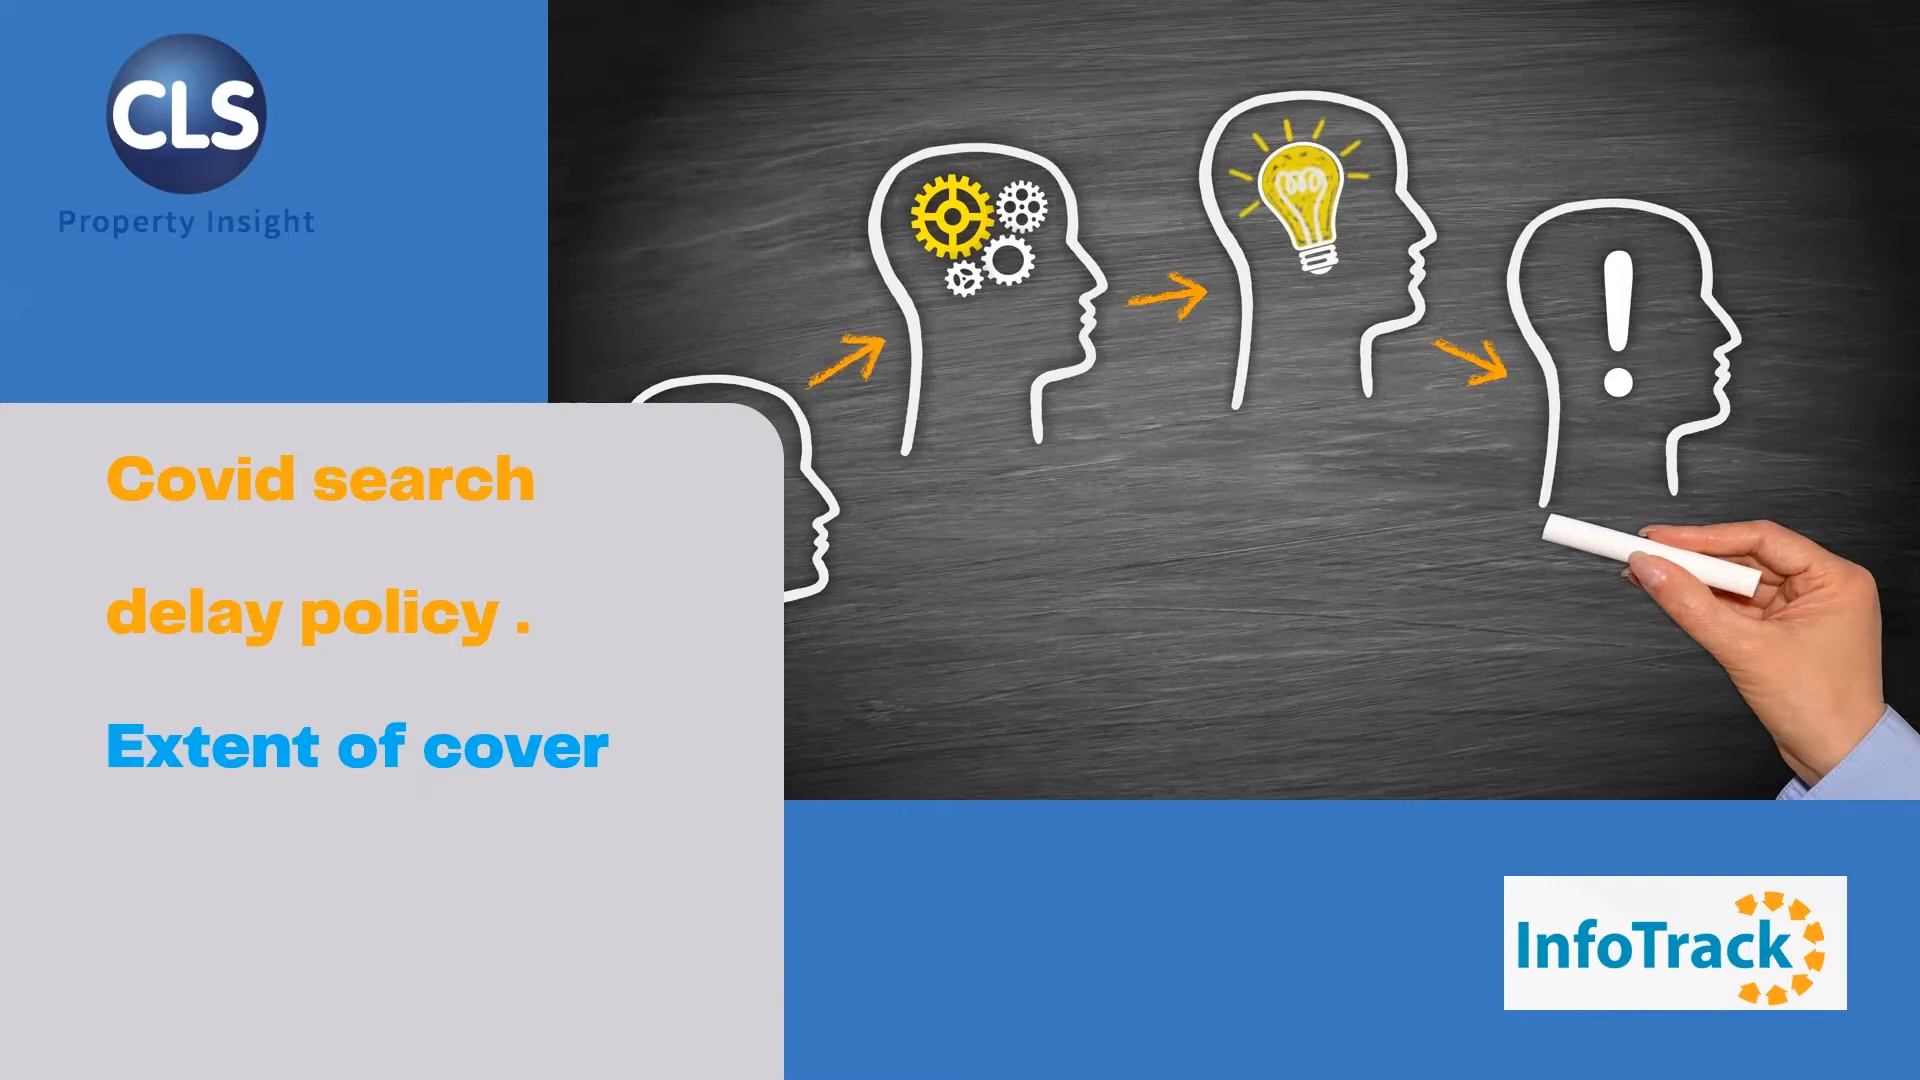 CLS
Property Insight
Covid search
delay policy .
Extent of cover
InfoTrack